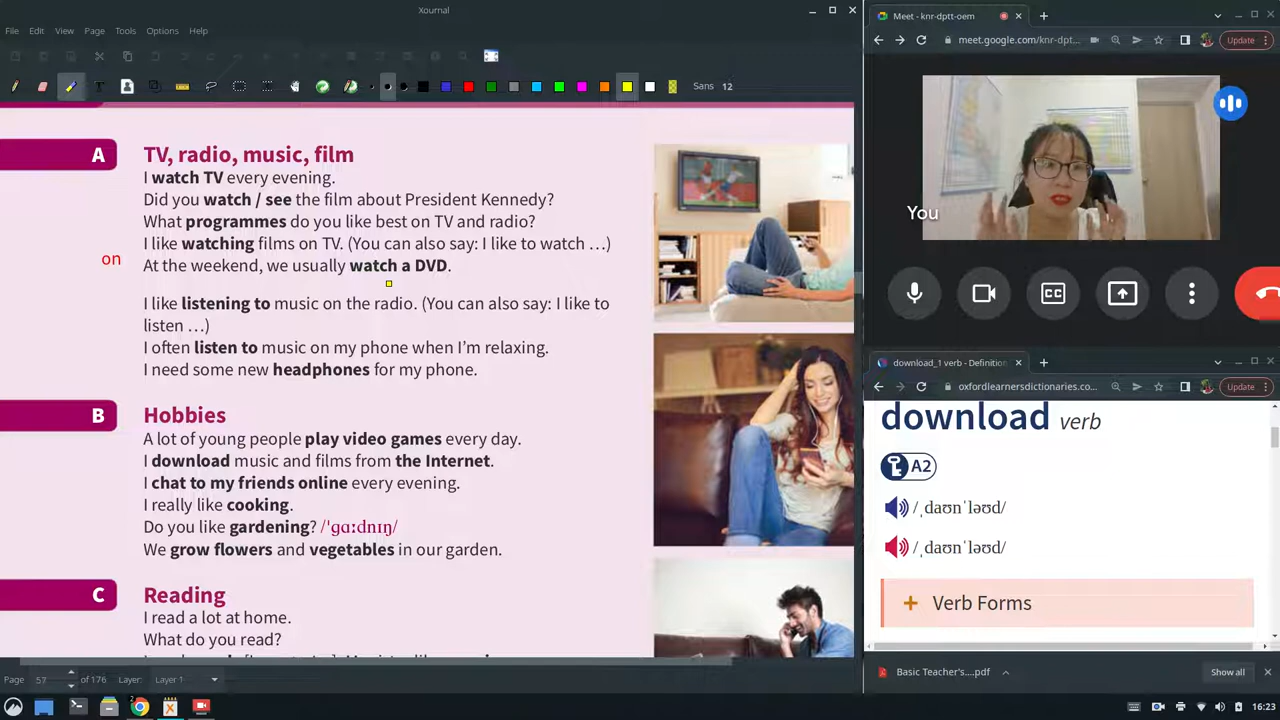 Xournal
File Edit View Page Tools Options Help
Sans 12
A
TV, radio, music, film
I watch TV every evening.
Did you watch / see the film about President Kennedy?
What programmes do you like best on TV and radio?
I like watching films on TV. (You can also say: I like to watch …)
on
At the weekend, we usually watch a DVD.
I like listening to music on the radio. (You can also say: I like to
listen …)
I often listen to music on my phone when I'm relaxing.
I need some new headphones for my phone.
B
Hobbies
A lot of young people play video games every day.
I download music and films from the Internet.
I chat to my friends online every evening.
I really like cooking.
Do you like gardening? /ˈɡɑːdnɪŋ/
We grow flowers and vegetables in our garden.
C
Reading
I read a lot at home.
What do you read?
Page 57 of 176 Layer: Layer 1
Meet - knr-dptt-oem
meet.google.com/knr-dpt...
Update
You
CC
download_1 verb - Definition
oxfordlearnersdictionaries.co...
Update
download verb
A2
/ˌdaʊnˈləʊd/
/ˌdaʊnˈləʊd/
+ Verb Forms
Basic Teacher's....pdf
Show all
2
16:23